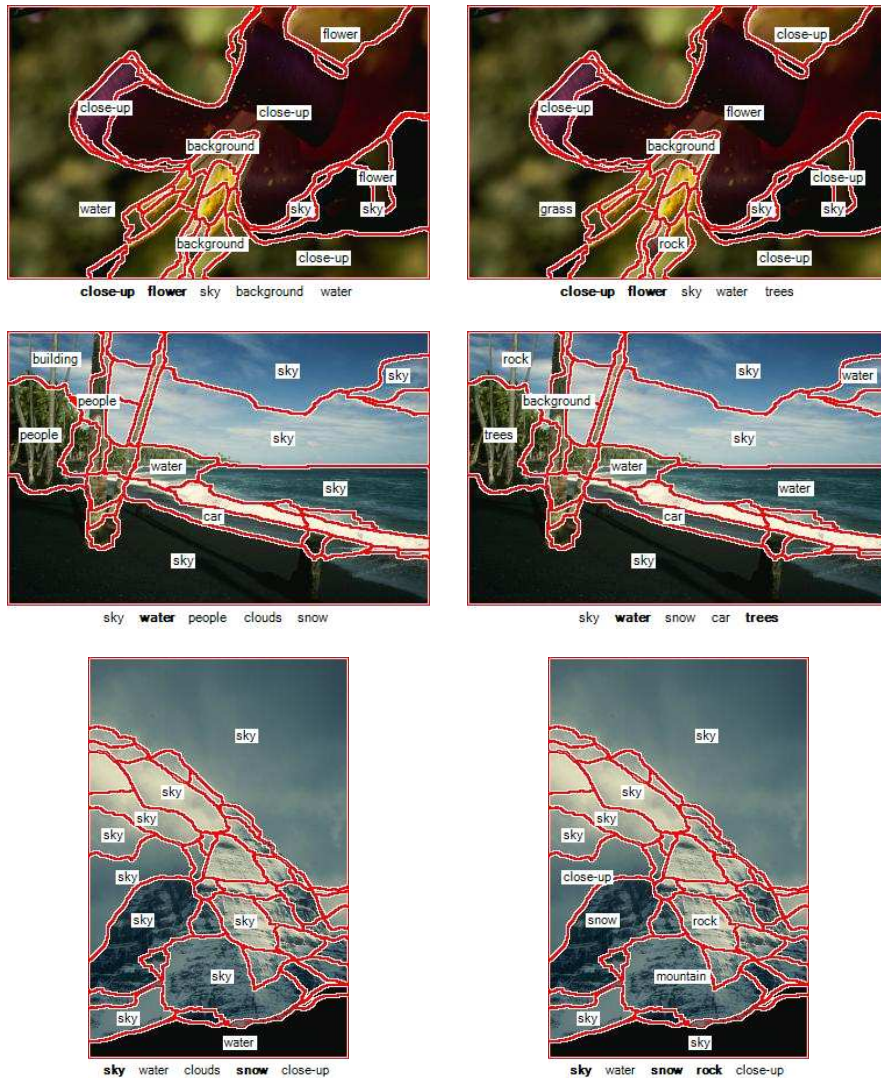 flower
close-up
close-up
background
flower
water
sky
sky
background
close-up
close-up flower sky background water
close-up
close-up
flower
background
close-up
grass
sky
sky
rock
close-up
close-up flower sky water trees
building
sky
sky
people
people
sky
water
sky
car
sky
sky water people clouds snow
rock
sky
water
background
trees
sky
water
water
car
sky
sky water snow car trees
sky
sky
sky
sky
sky
sky
sky
sky
sky
water
sky water clouds snow close-up
sky
sky
sky
sky
close-up
snow
rock
mountain
sky
sky
sky water snow rock close-up